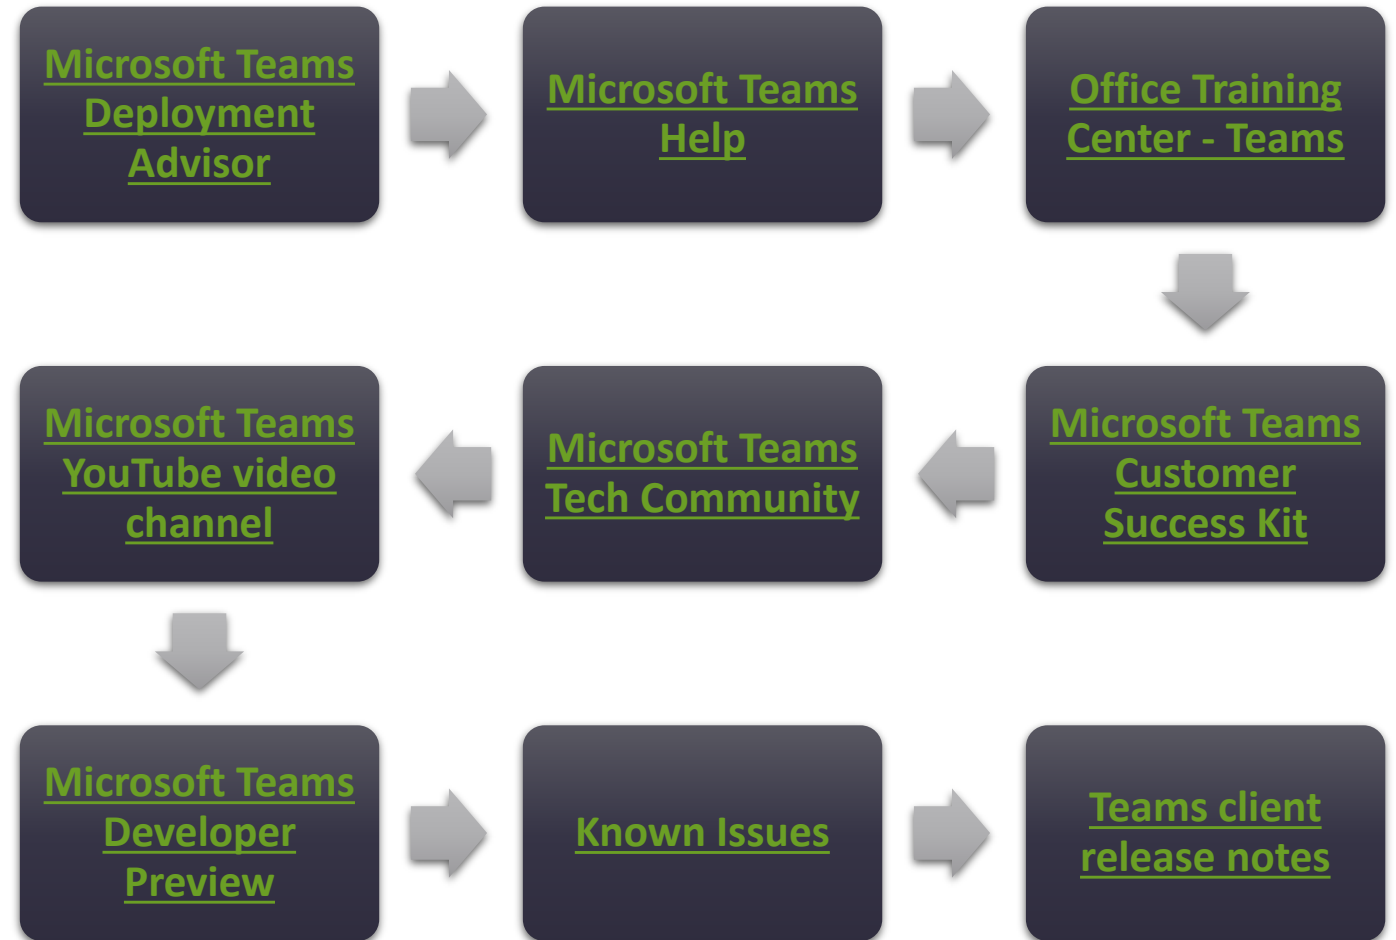 Microsoft Teams
Deployment
Advisor
Microsoft Teams
Help
Office Training
Center - Teams
Microsoft Teams
Customer
Success Kit
Microsoft Teams
Tech Community
Microsoft Teams
YouTube video
channel
Microsoft Teams
Developer
Preview
Known Issues
Teams client
release notes